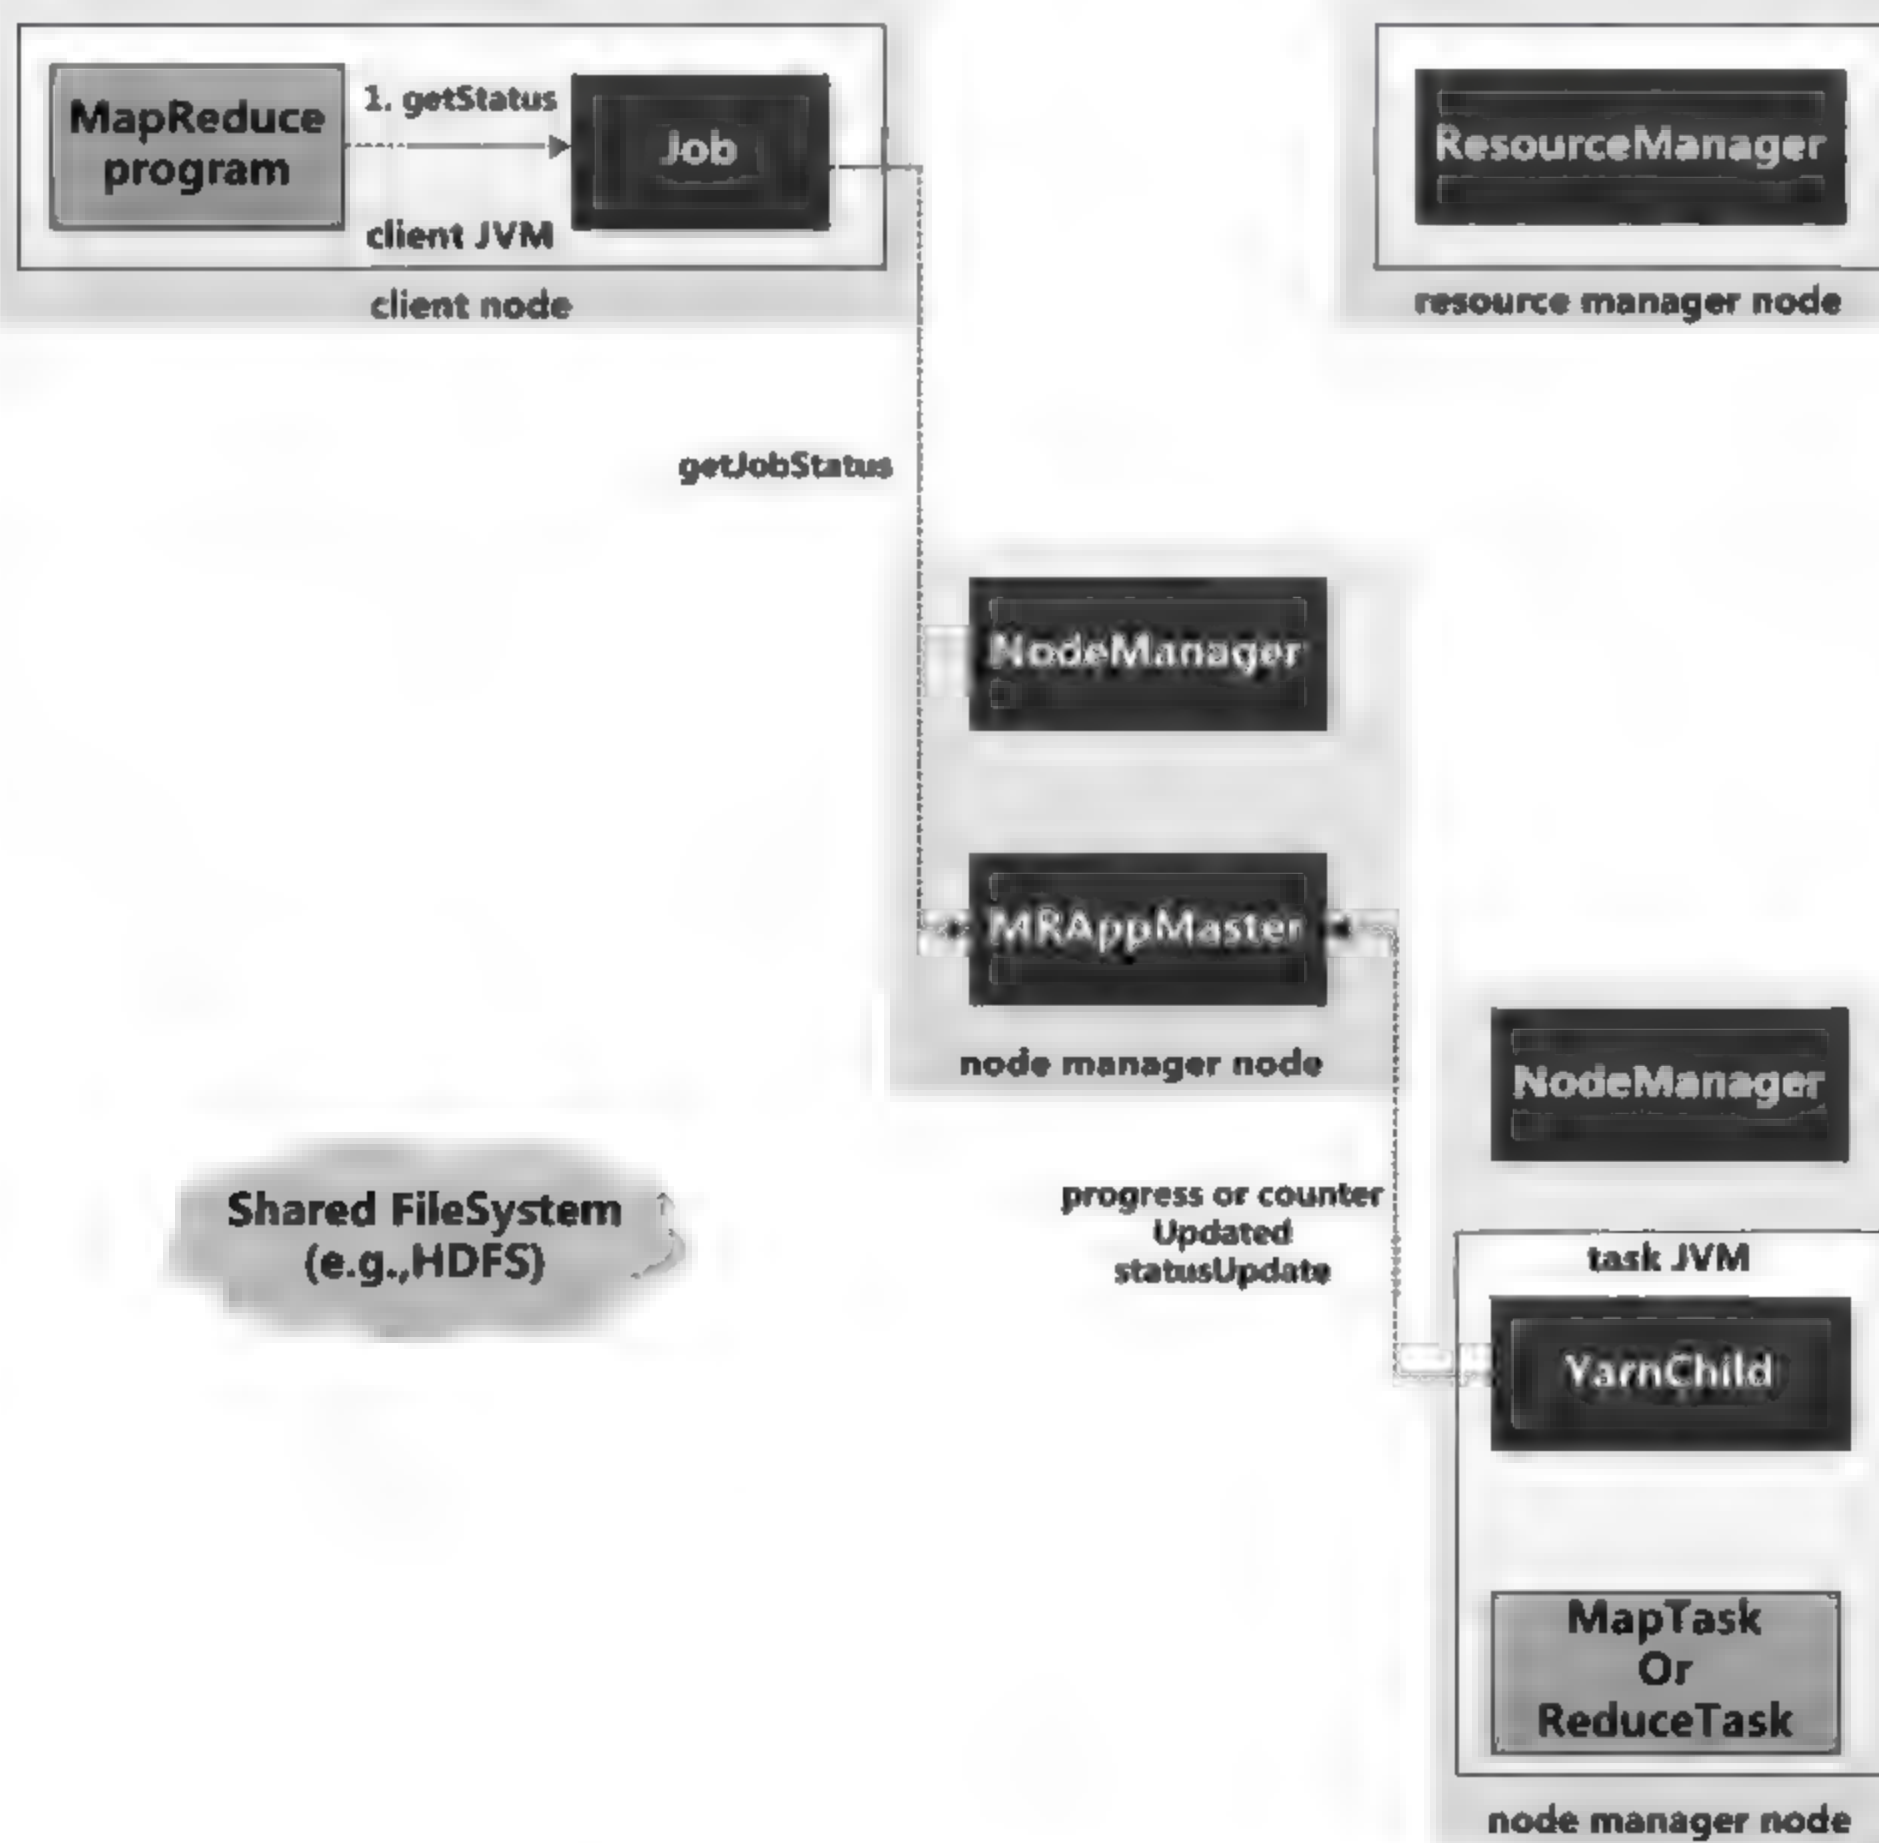 MapReduce
program
1. getStatus
Job
client JVM
client node
ResourceManager
resource manager node
getJobStatus
NodeManager
MRAppMaster
node manager node
Shared FileSystem
(e.g.,HDFS)
progress or counter
Updated
statusUpdate
NodeManager
task JVM
YarnChild
MapTask
Or
ReduceTask
node manager node